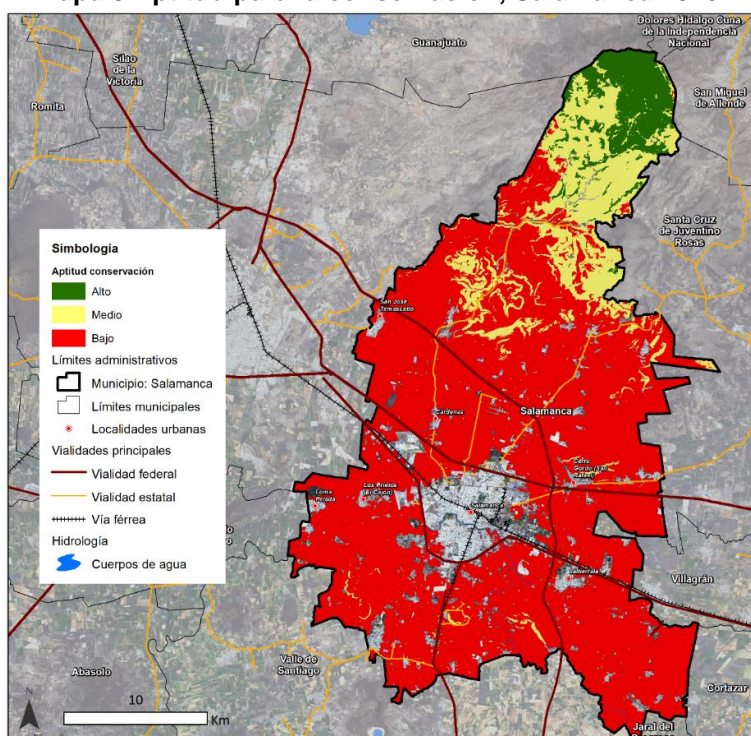 Dolores Hidalgo Cuna
de la Independencia
Nacional
Guanajuato
Silao
de la
Victoria
Romita
San Miguel
de Allende
Santa Cruz
de Juventino
Rosas
Simbología
Aptitud conservación
Alto
Medio
Bajo
Límites administrativos
Municipio: Salamanca
Límites municipales
Localidades urbanas
Vialidades principales
Vialidad federal
Vialidad estatal
Vía férrea
Hidrología
Cuerpos de agua
San José
Temascatío
Cárdenas
Salamanca
Cerro
Gordo (San
Rafael)
Loma
Pelada
Los Prietos
(El Cajón)
Salamanca
Valtierrilla
Villagrán
Valle de
Santiago
Abasolo
Cortazar
Jaral del
N
10
Km